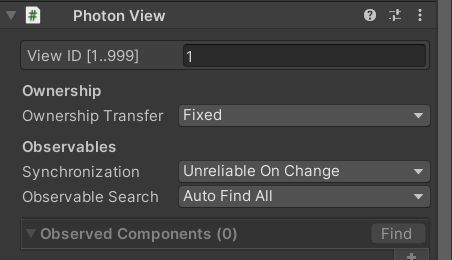 Photon View
View ID [1..999] 1
Ownership
Ownership Transfer Fixed
Observables
Synchronization Unreliable On Change
Observable Search Auto Find All
Observed Components (0) Find